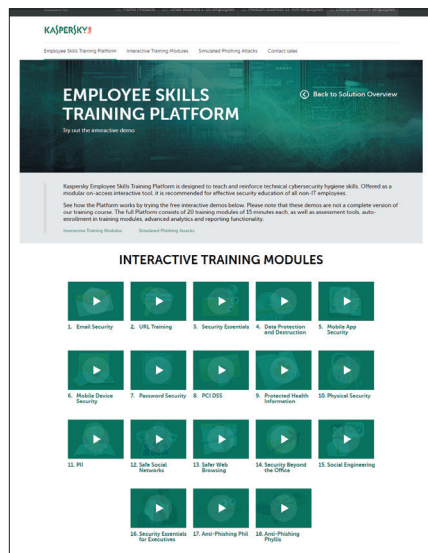 KASPERSKY
Employee Skills Training Platform Interactive Training Modules Simulated Phishing Attacks Contact sales
EMPLOYEE SKILLS
TRAINING PLATFORM
Back to Solution Overview
Try out the interactive demo
Kaspersky Employee Skills Training Platform is designed to teach and reinforce technical cybersecurity hygiene skills. Offered as a
modular on-access interactive tool, it is recommended for effective security education of all non-IT employees.
See how the Platform works by trying the free interactive demos below. Please note that these demos are not a complete version of
our training course. The full Platform consists of 20 training modules of 15 minutes each, as well as assessment tools, auto-
enrollment in training modules, advanced analytics and reporting functionality.
Interactive Training Modules Simulated Phishing Attacks
INTERACTIVE TRAINING MODULES
1. Email Security
2. URL Training
3. Security Essentials
4. Data Protection
and Destruction
5. Mobile App
Security
6. Mobile Device
Security
7. Password Security
8. PCI DSS
9. Protected Health
Information
10. Physical Security
11. PII
12. Safe Social
Networks
13. Safer Web
Browsing
14. Security Beyond
the Office
15. Social Engineering
16. Security Essentials
for Executives
17. Anti-Phishing Phil
18. Anti-Phishing
Phyllis